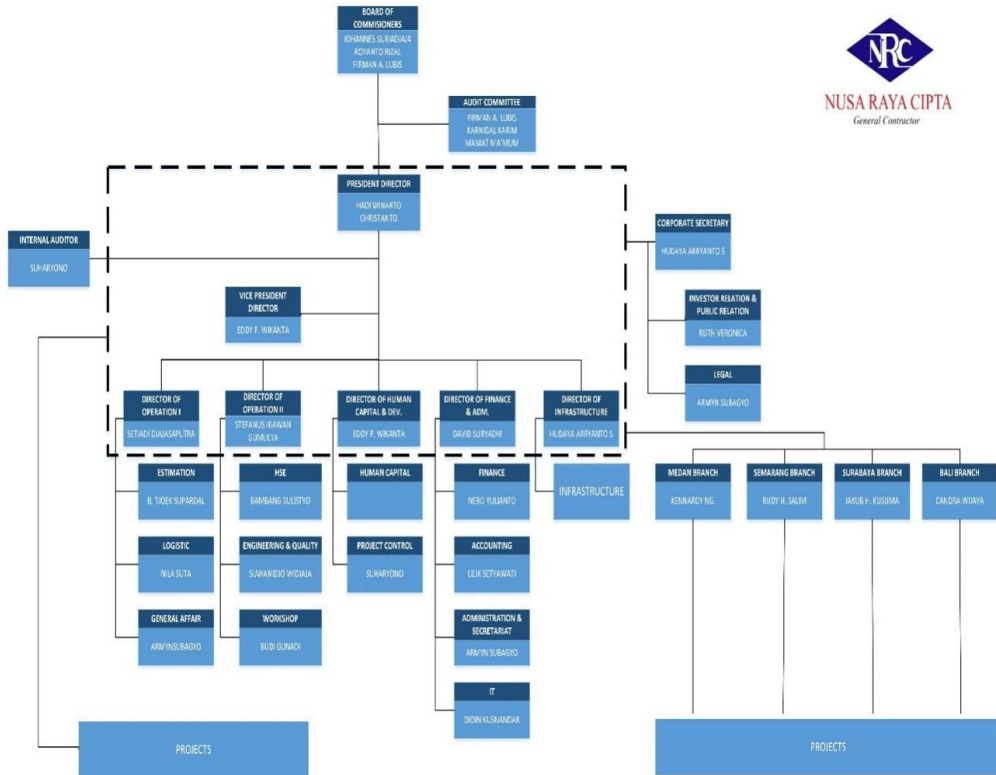 BOARD OF
COMMISIONERS
JOHANNES SURIADJAJA
ROYANTO RIZAL
FIRMAN A. LUBIS
NRC
NUSA RAYA CIPTA
General Contractor
AUDIT COMMITTEE
FIRMAN A. LUBIS
KARNIDAL KARIM
MAMAT MA'MUM
PRESIDENT DIRECTOR
HADI WINARTO
CHRISTANTO
CORPORATE SECRETARY
HUDAYA ARRYANTO S
INTERNAL AUDITOR
SUHARYONO
VICE PRESIDENT
DIRECTOR
EDDY P. WIKANTA
INVESTOR RELATION &
PUBLIC RELATION
RUTH VERONICA
LEGAL
ARMYN SUBAGYO
DIRECTOR OF
OPERATION I
SETIADI DJAJASAPUTRA
DIRECTOR OF
OPERATION II
STEFANUS IRAWAN
GUMULYA
DIRECTOR OF HUMAN
CAPITAL & DEV.
EDDY P. WIKANTA
DIRECTOR OF FINANCE
& ADM.
DAVID SURYADHI
DIRECTOR OF
INFRASTRUCTURE
HUDAYA ARRYANTO S
ESTIMATION
B. TJOEK SUPARDAL
HSE
BAMBANG SULISTYO
HUMAN CAPITAL
FINANCE
NERO YULIANTO
INFRASTRUCTURE
MEDAN BRANCH
KENNARDY NG.
SEMARANG BRANCH
RUDY H. SALIM
SURABAYA BRANCH
JAKUB H. KUSUMA
BALI BRANCH
CANDRA WIJAYA
LOGISTIC
NILA SUTA
ENGINEERING & QUALITY
WIDJAJA
PROJECT CONTROL
SUHARYONO
ACCOUNTING
LILIK SETYAWATI
GENERAL AFFAIR
ARMYNSUBAGYO
WORKSHOP
BUDI GUNADI
ADMINISTRATION &
SECRETARIAT
ARMYN SUBAGYO
IT
DIDIN KUSNANDAR
PROJECTS
PROJECTS